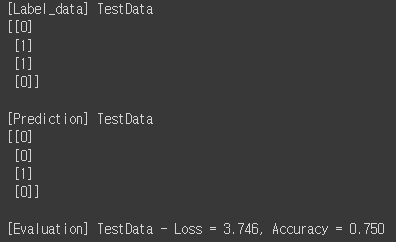 [Label_data] TestData
[[0]
[1]
[1]
[0]]
[Prediction] TestData
[[0]
[0]
[1]
[0]]
[Evaluation] TestData - Loss = 3.746, Accuracy = 0.750